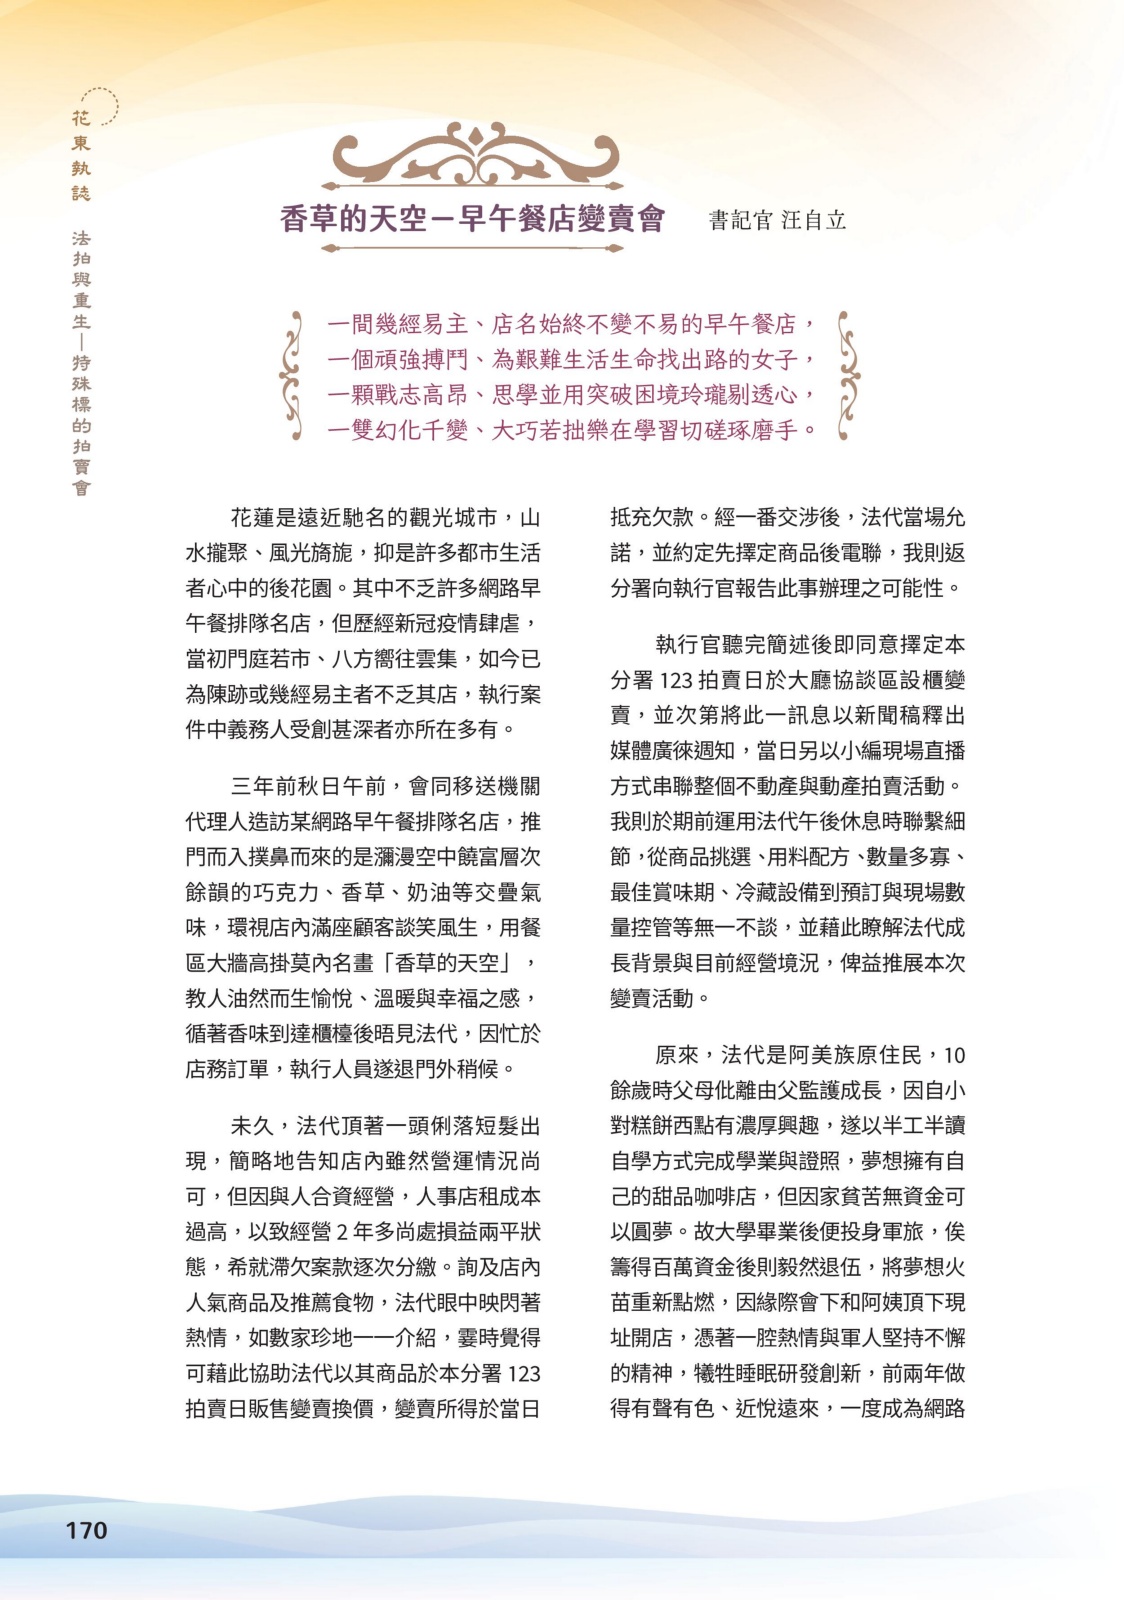 花東執誌 法拍與重生—特殊標的拍賣會
香草的天空－早午餐店變賣會 書記官 汪自立
一間幾經易主、店名始終不變不易的早午餐店，
一個頑強搏鬥、為艱難生活生命找出路的女子，
一顆戰志高昂、思學並用突破困境玲瓏剔透心，
一雙幻化千變、大巧若拙樂在學習切磋琢磨手。
花蓮是遠近馳名的觀光城市，山
水攏聚、風光旖旎，抑是許多都市生活
者心中的後花園。其中不乏許多網路早
午餐排隊名店，但歷經新冠疫情肆虐，
當初門庭若市、八方嚮往雲集，如今已
為陳跡或幾經易主者不乏其店，執行案
件中義務人受創甚深者亦所在多有。
三年前秋日午前，會同移送機關
代理人造訪某網路早午餐排隊名店，推
門而入撲鼻而來的是瀰漫空中饒富層次
餘韻的巧克力、香草、奶油等交疊氣
味，環視店內滿座顧客談笑風生，用餐
區大牆高掛莫內名畫「香草的天空」，
教人油然而生愉悅、溫暖與幸福之感，
循著香味到達櫃檯後晤見法代，因忙於
店務訂單，執行人員遂退門外稍候。
未久，法代頂著一頭俐落短髮出
現，簡略地告知店內雖然營運情況尚
可，但因與人合資經營，人事店租成本
過高，以致經營 2 年多尚處損益兩平狀
態，希就滯欠案款逐次分繳。詢及店內
人氣商品及推薦食物，法代眼中映閃著
熱情，如數家珍地一一介紹，霎時覺得
可藉此協助法代以其商品於本分署 123
拍賣日販售變賣換價，變賣所得於當日
抵充欠款。經一番交涉後，法代當場允
諾，並約定先擇定商品後電聯，我則返
分署向執行官報告此事辦理之可能性。
執行官聽完簡述後即同意擇定本
分署 123 拍賣日於大廳協談區設櫃變
賣，並次第將此一訊息以新聞稿釋出
媒體廣徠週知，當日另以小編現場直播
方式串聯整個不動產與動產拍賣活動。
我則於期前運用法代午後休息時聯繫細
節，從商品挑選、用料配方、數量多寡、
最佳賞味期、冷藏設備到預訂與現場數
量控管等無一不談，並藉此瞭解法代成
長背景與目前經營境況，俾益推展本次
變賣活動。
原來，法代是阿美族原住民，10
餘歲時父母仳離由父監護成長，因自小
對糕餅西點有濃厚興趣，遂以半工半讀
自學方式完成學業與證照，夢想擁有自
己的甜品咖啡店，但因家貧苦無資金可
以圓夢。故大學畢業後便投身軍旅，俟
籌得百萬資金後則毅然退伍，將夢想火
苗重新點燃，因緣際會下和阿姨頂下現
址開店，憑著一腔熱情與軍人堅持不懈
的精神，犧牲睡眠研發創新，前兩年做
得有聲有色、近悅遠來，一度成為網路
170